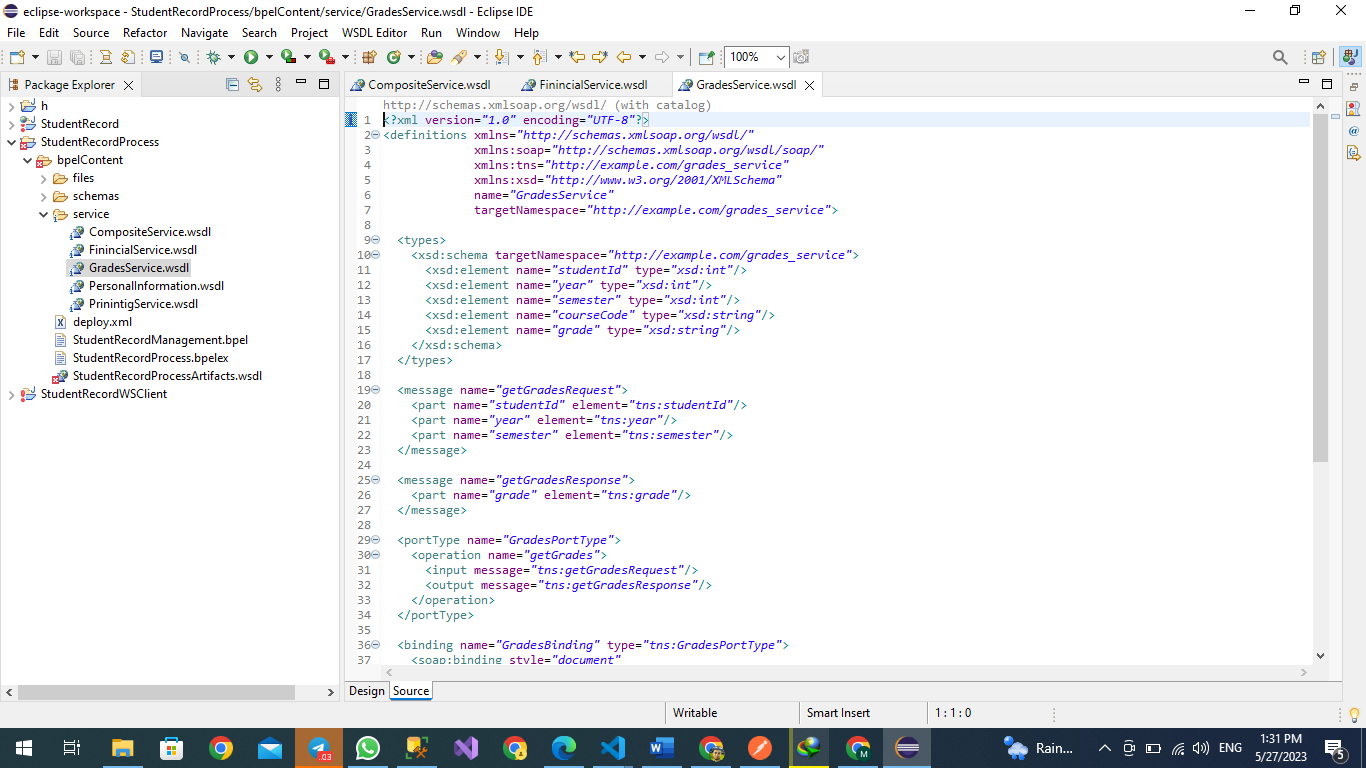 eclipse-workspace - StudentRecordProcess/bpelContent/service/GradesService.wsdl - Eclipse IDE
File Edit Source Refactor Navigate Search Project WSDL Editor Run Window Help
100%
Package Explorer
h
StudentRecord
StudentRecordProcess
bpelContent
files
schemas
service
CompositeService.wsdl
FinincialService.wsdl
GradesService.wsdl
PersonalInformation.wsdl
PrinintigService.wsdl
deploy.xml
StudentRecordManagement.bpel
StudentRecordProcess.bpelex
StudentRecordProcessArtifacts.wsdl
StudentRecordWSClient
CompositeService.wsdl FinincialService.wsdl GradesService.wsdl
http://schemas.xmlsoap.org/wsdl/ (with catalog)
1 <?xml version="1.0" encoding="UTF-8"?>
2 <definitions xmlns="http://schemas.xmlsoap.org/wsdl/"
3 xmlns:soap="http://schemas.xmlsoap.org/wsdl/soap/"
4 xmlns:tns="http://example.com/grades_service"
5 xmlns:xsd="http://www.w3.org/2001/XMLSchema"
6 name="GradesService"
7 targetNamespace="http://example.com/grades_service">
8
9 <types>
10 <xsd:schema targetNamespace="http://example.com/grades_service">
11 <xsd:element name="studentId" type="xsd:int"/>
12 <xsd:element name="year" type="xsd:int"/>
13 <xsd:element name="semester" type="xsd:int"/>
14 <xsd:element name="courseCode" type="xsd:string"/>
15 <xsd:element name="grade" type="xsd:string"/>
16 </xsd:schema>
17 </types>
18
19 <message name="getGradesRequest">
20 <part name="studentId" element="tns:studentId"/>
21 <part name="year" element="tns:year"/>
22 <part name="semester" element="tns:semester"/>
23 </message>
24
25 <message name="getGradesResponse">
26 <part name="grade" element="tns:grade"/>
27 </message>
28
29 <portType name="GradesPortType">
30 <operation name="getGrades">
31 <input message="tns:getGradesRequest"/>
32 <output message="tns:getGradesResponse"/>
33 </operation>
34 </portType>
35
36 <binding name="GradesBinding" type="tns:GradesPortType">
37 <soap:binding style="document"
Design Source
Writable Smart Insert 1 : 1 : 0
.03
Rain... ENG 1:31 PM
5/27/2023
5